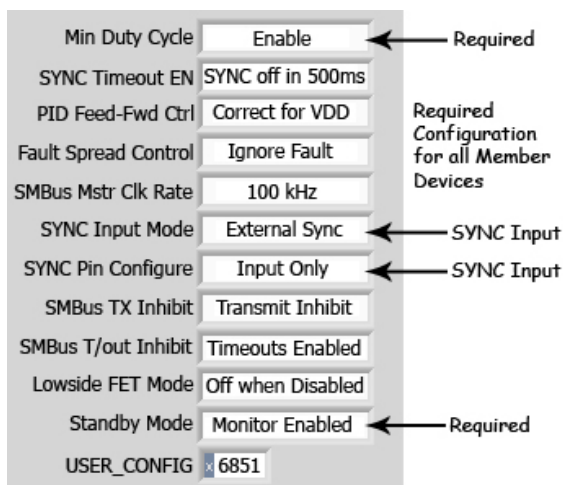 Min Duty Cycle Enable Required
SYNC Timeout EN SYNC off in 500ms
PID Feed-Fwd Ctrl Correct for VDD
Required
Configuration
for all Member
Devices
Fault Spread Control Ignore Fault
SMBus Mstr Clk Rate 100 kHz
SYNC Input Mode External Sync SYNC Input
SYNC Pin Configure Input Only SYNC Input
SMBus TX Inhibit Transmit Inhibit
SMBus T/out Inhibit Timeouts Enabled
Lowside FET Mode Off when Disabled
Standby Mode Monitor Enabled Required
USER_CONFIG x 6851